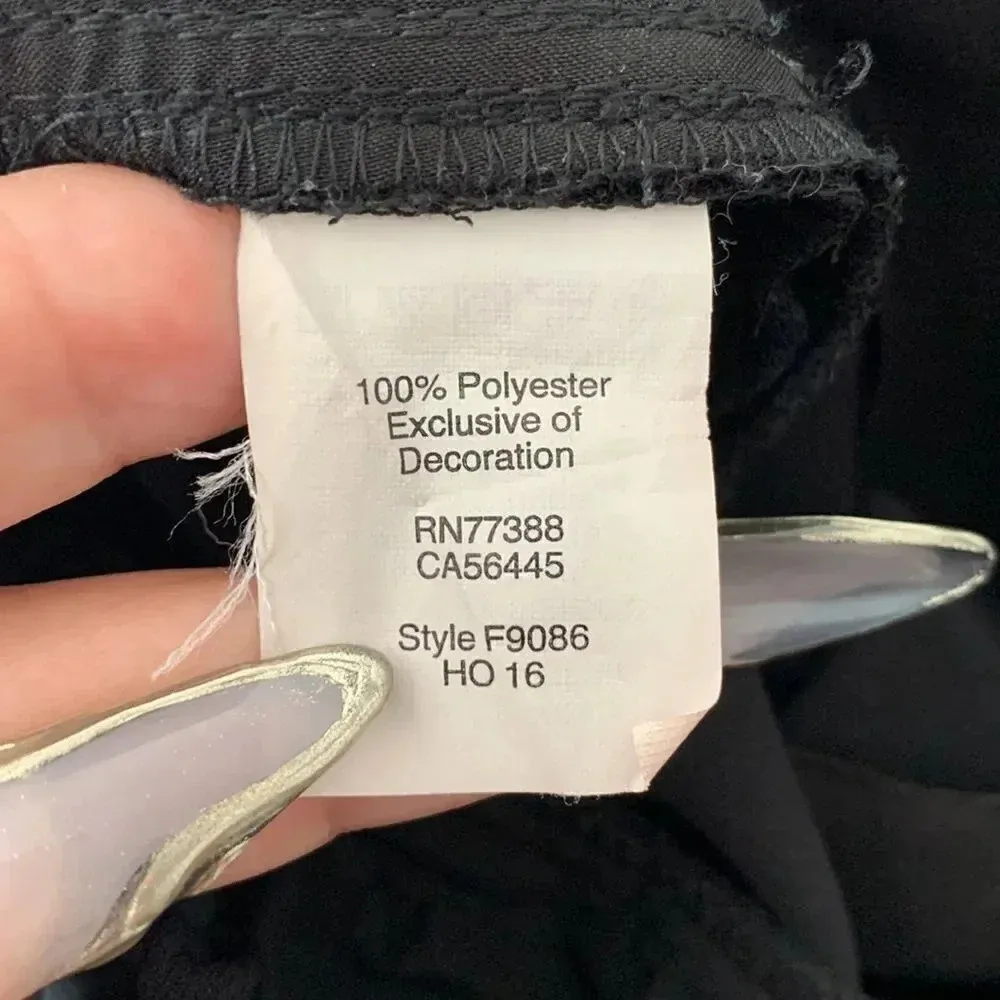 100% Polyester
Exclusive of
Decoration
RN77388
CA56445
Style F9086
HO 16